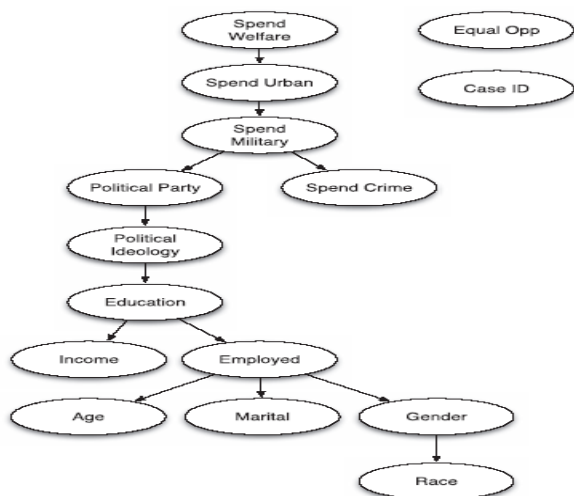 Spend
Welfare
Equal Opp
Spend Urban
Case ID
Spend
Military
Political Party
Spend Crime
Political
Ideology
Education
Income
Employed
Age
Marital
Gender
Race